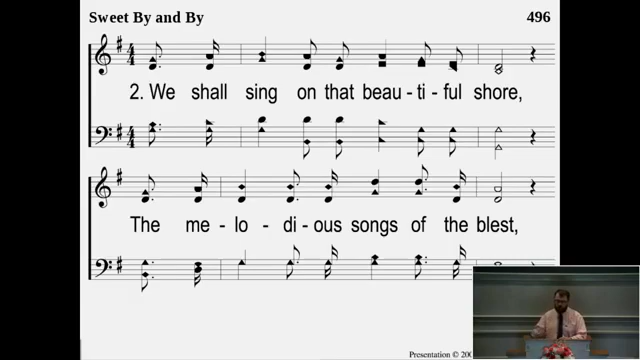 Sweet By and By 496
2. We shall sing on that beau - ti - ful shore,
The me - lo - di - ous songs of the blest,
Presentation © 200